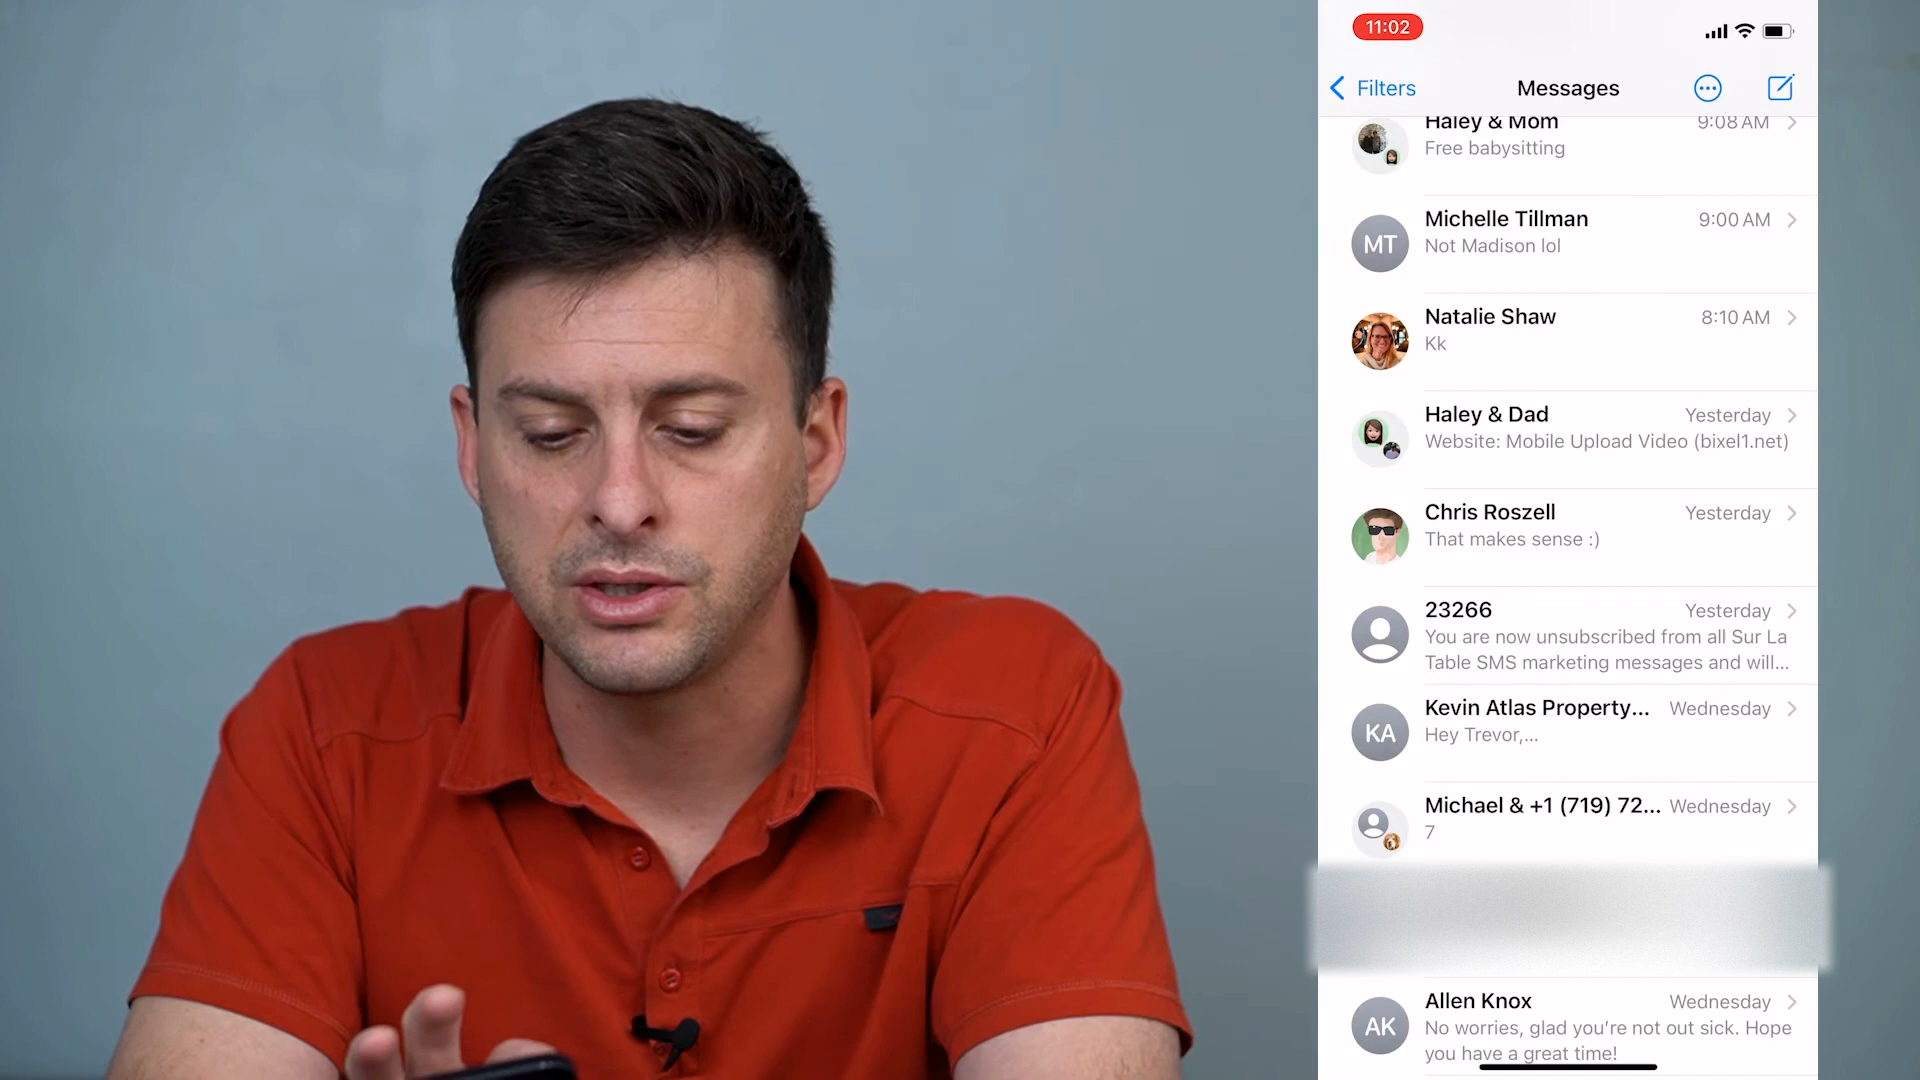 11:02
Filters
Messages
Haley & Mom
9:08 AM
Free babysitting
MT
Michelle Tillman
9:00 AM
Not Madison lol
Natalie Shaw
8:10 AM
Kk
Haley & Dad
Yesterday
Website: Mobile Upload Video (bixel1.net)
Chris Roszell
Yesterday
That makes sense :)
23266
Yesterday
You are now unsubscribed from all Sur La
Table SMS marketing messages and will...
KA
Kevin Atlas Property...
Wednesday
Hey Trevor,...
Michael & +1 (719) 72...
Wednesday
7
AK
Allen Knox
Wednesday
No worries, glad you're not out sick. Hope
you have a great time!